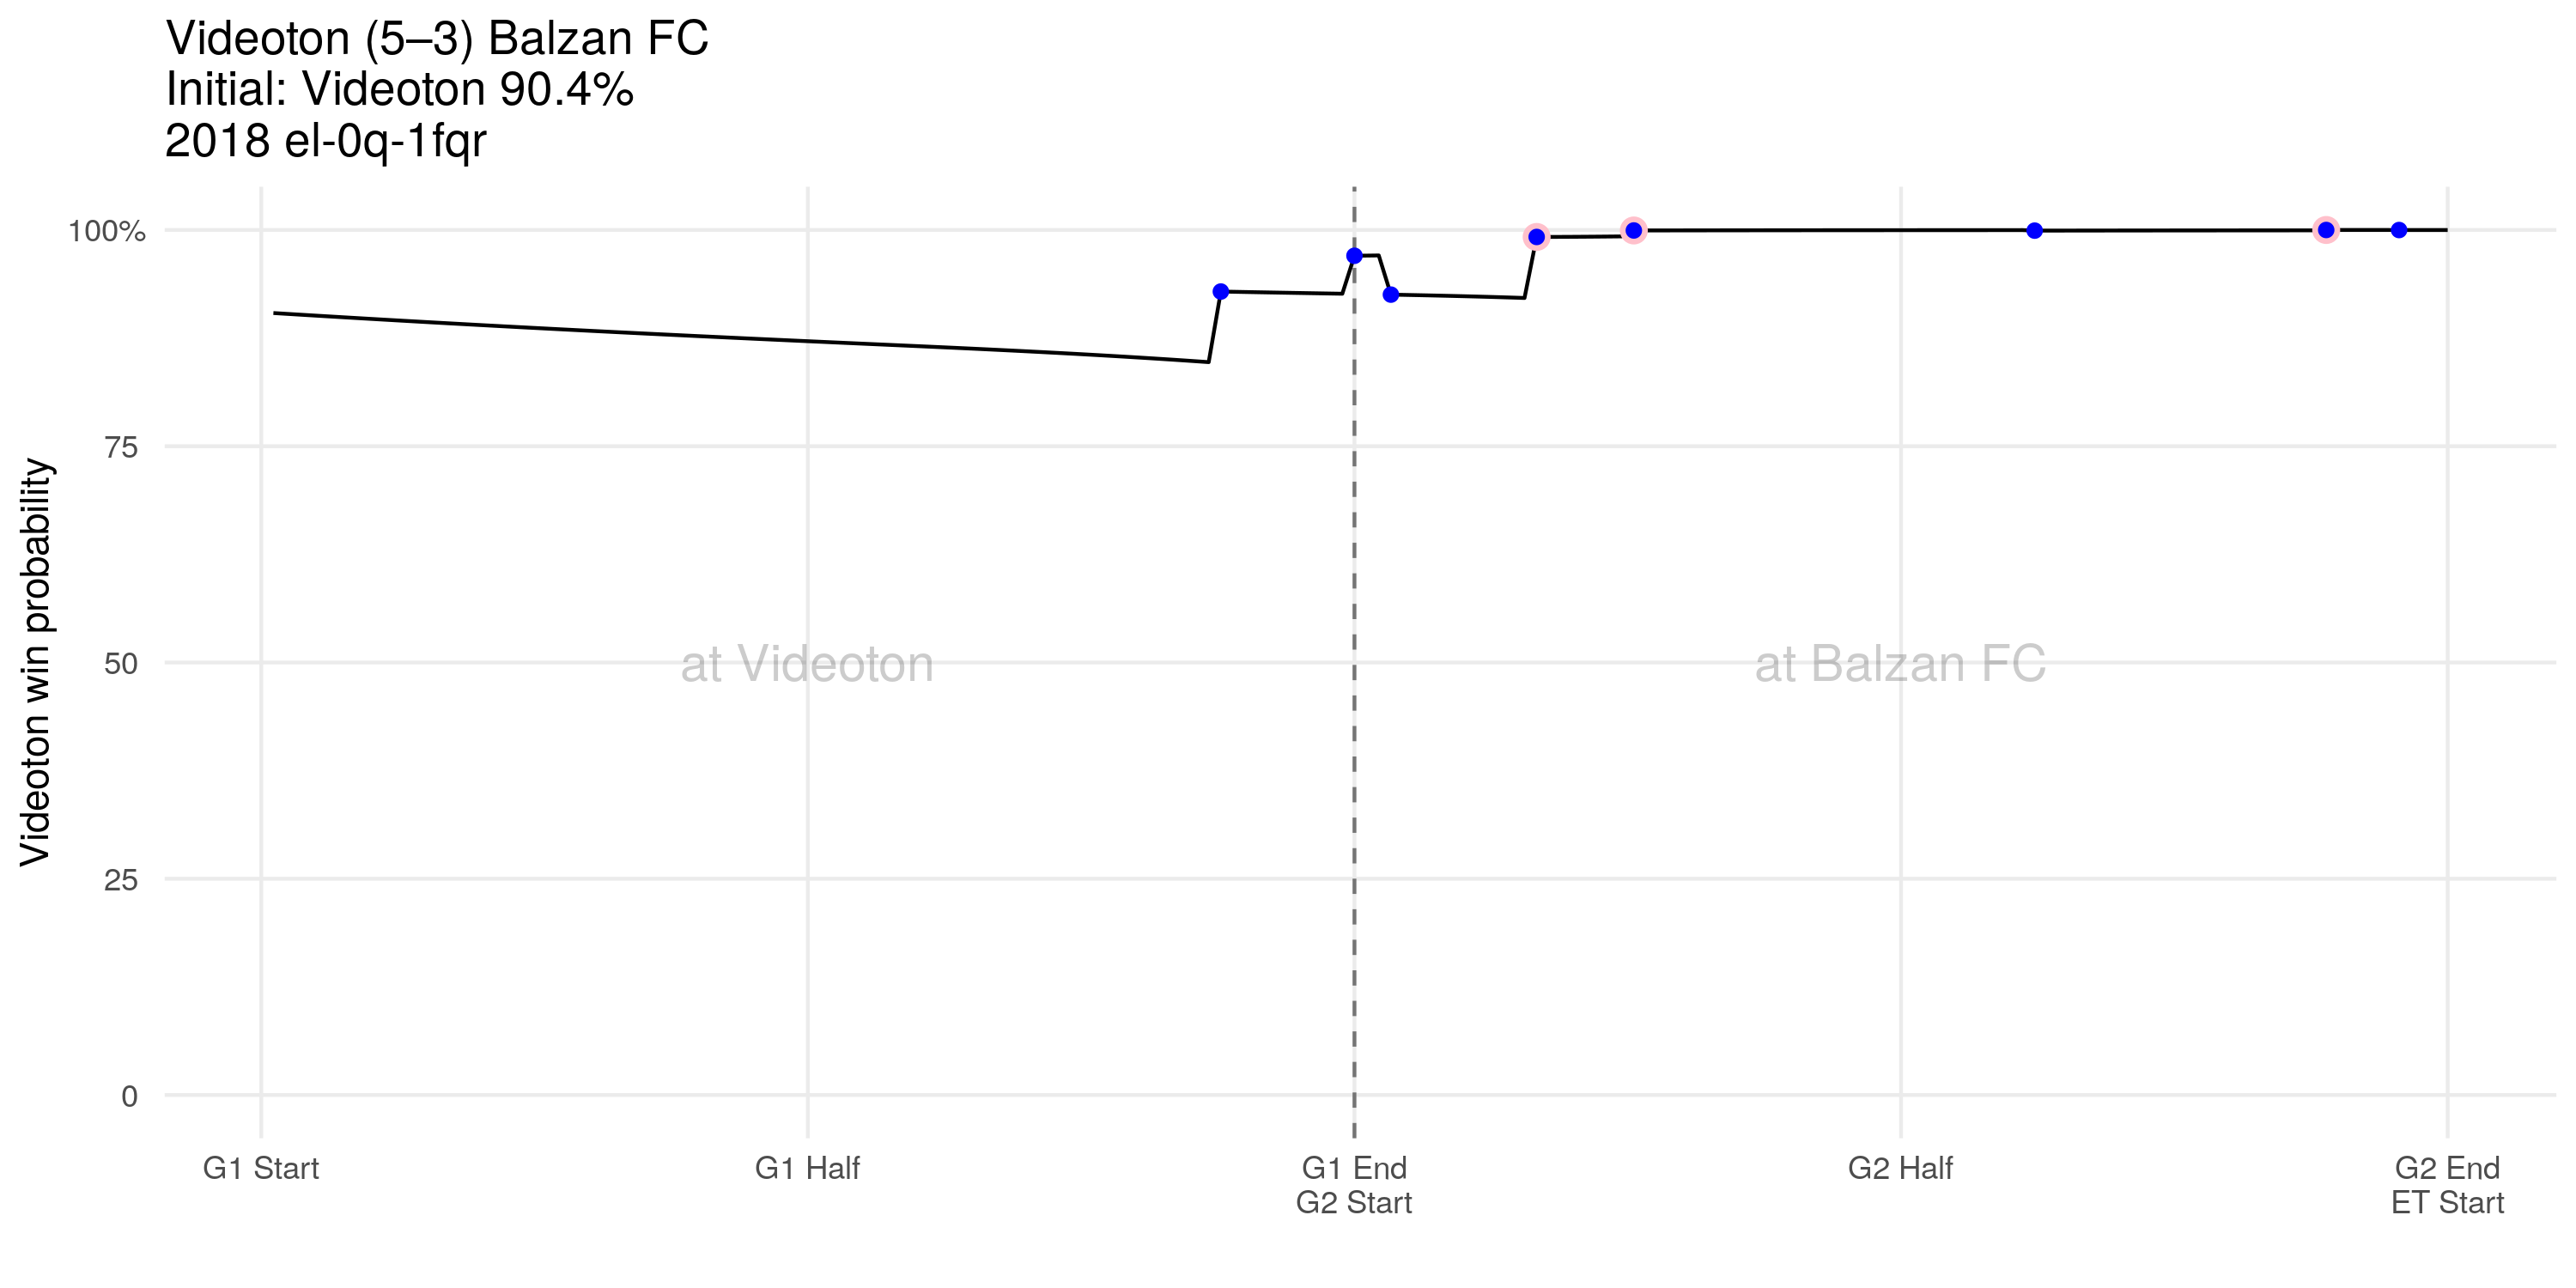 Videoton (5–3) Balzan FC
Initial: Videoton 90.4%
2018 el-0q-1fqr
Videoton win probability
100%
75
50
25
0
at Videoton
at Balzan FC
G1 Start
G1 Half
G1 End
G2 Start
G2 Half
G2 End
ET Start